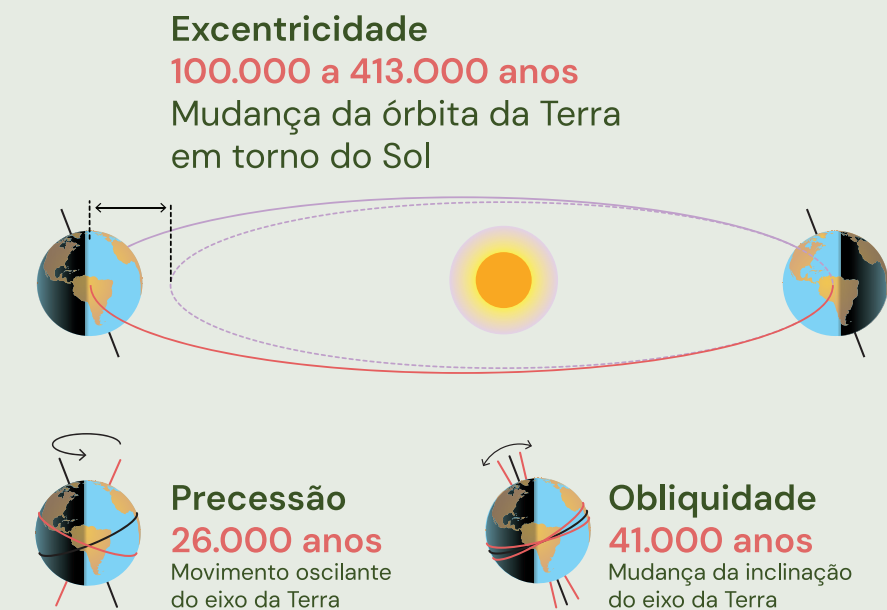 Excentricidade
100.000 a 413.000 anos
Mudança da órbita da Terra
em torno do Sol
Precessão
26.000 anos
Movimento oscilante
do eixo da Terra
Obliquidade
41.000 anos
Mudança da inclinação
do eixo da Terra